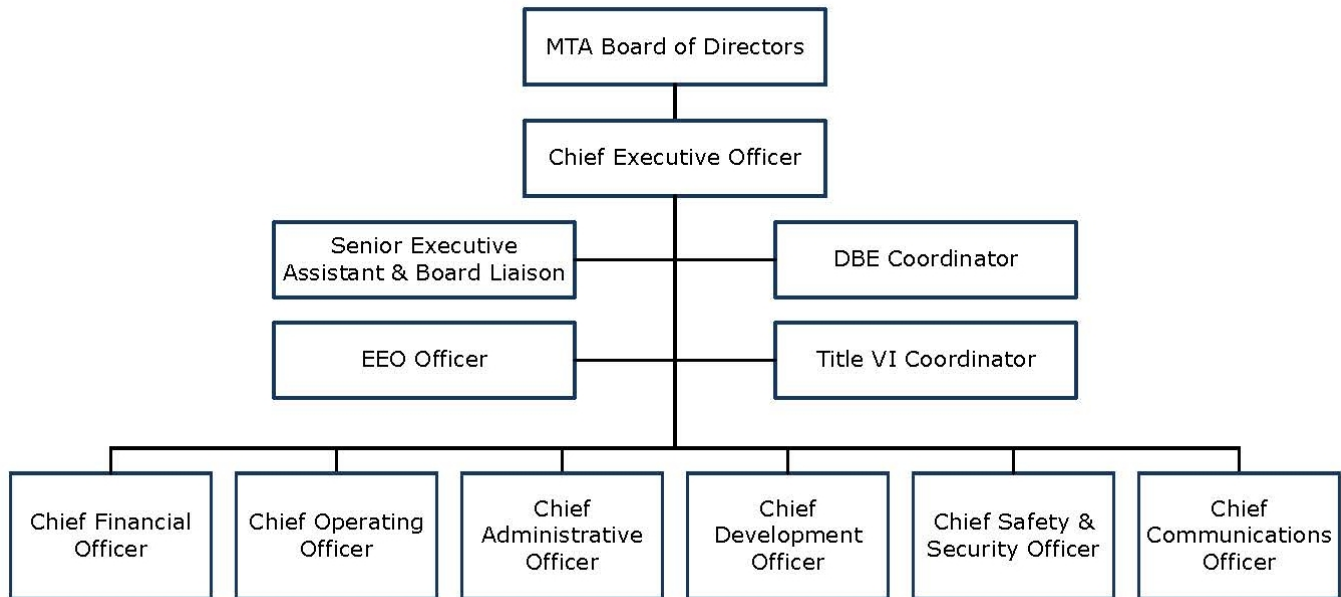 MTA Board of Directors
Chief Executive Officer
Senior Executive
Assistant & Board Liaison
DBE Coordinator
EEO Officer
Title VI Coordinator
Chief Financial
Officer
Chief Operating
Officer
Chief
Administrative
Officer
Chief
Development
Officer
Chief Safety &
Security Officer
Chief
Communications
Officer